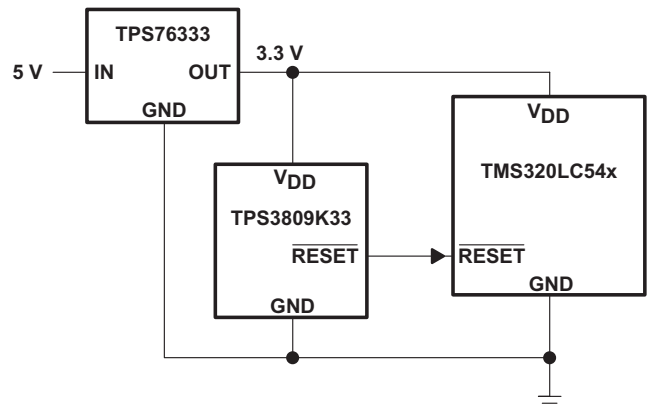 TPS76333
3.3 V
5 V
IN
OUT
GND
VDD
VDD
TMS320LC54x
TPS3809K33
RESET
RESET
GND
GND